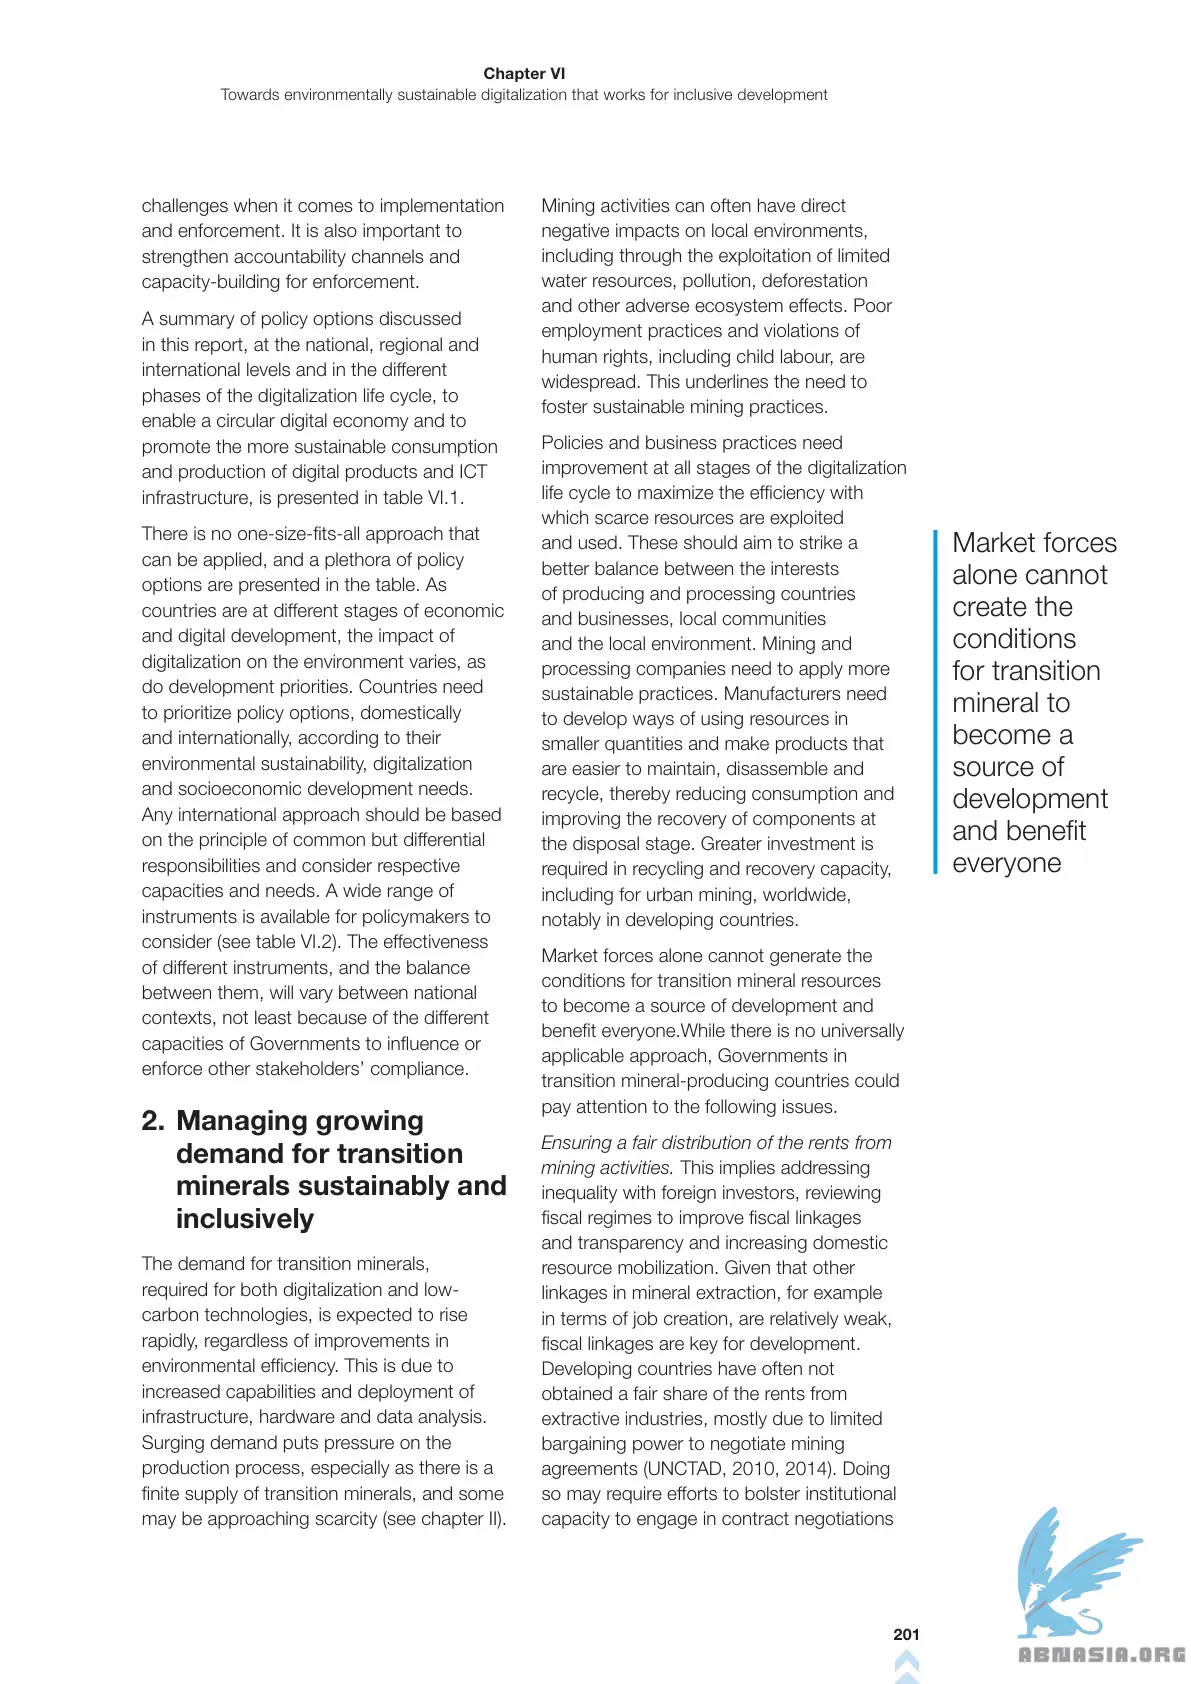 Chapter VI
Towards environmentally sustainable digitalization that works for inclusive development
challenges when it comes to implementation
and enforcement. It is also important to
strengthen accountability channels and
capacity-building for enforcement.
A summary of policy options discussed
in this report, at the national, regional and
international levels and in the different
phases of the digitalization life cycle, to
enable a circular digital economy and to
promote the more sustainable consumption
and production of digital products and ICT
infrastructure, is presented in table VI.1.
There is no one-size-fits-all approach that
can be applied, and a plethora of policy
options are presented in the table. As
countries are at different stages of economic
and digital development, the impact of
digitalization on the environment varies, as
do development priorities. Countries need
to prioritize policy options, domestically
and internationally, according to their
environmental sustainability, digitalization
and socioeconomic development needs.
Any international approach should be based
on the principle of common but differential
responsibilities and consider respective
capacities and needs. A wide range of
instruments is available for policymakers to
consider (see table VI.2). The effectiveness
of different instruments, and the balance
between them, will vary between national
contexts, not least because of the different
capacities of Governments to influence or
enforce other stakeholders’ compliance.
2. Managing growing
demand for transition
minerals sustainably and
inclusively
The demand for transition minerals,
required for both digitalization and low-
carbon technologies, is expected to rise
rapidly, regardless of improvements in
environmental efficiency. This is due to
increased capabilities and deployment of
infrastructure, hardware and data analysis.
Surging demand puts pressure on the
production process, especially as there is a
finite supply of transition minerals, and some
may be approaching scarcity (see chapter II).
Mining activities can often have direct
negative impacts on local environments,
including through the exploitation of limited
water resources, pollution, deforestation
and other adverse ecosystem effects. Poor
employment practices and violations of
human rights, including child labour, are
widespread. This underlines the need to
foster sustainable mining practices.
Policies and business practices need
improvement at all stages of the digitalization
life cycle to maximize the efficiency with
which scarce resources are exploited
and used. These should aim to strike a
better balance between the interests
of producing and processing countries
and businesses, local communities
and the local environment. Mining and
processing companies need to apply more
sustainable practices. Manufacturers need
to develop ways of using resources in
smaller quantities and make products that
are easier to maintain, disassemble and
recycle, thereby reducing consumption and
improving the recovery of components at
the disposal stage. Greater investment is
required in recycling and recovery capacity,
including for urban mining, worldwide,
notably in developing countries.
Market forces alone cannot generate the
conditions for transition mineral resources
to become a source of development and
benefit everyone.While there is no universally
applicable approach, Governments in
transition mineral-producing countries could
pay attention to the following issues.
Ensuring a fair distribution of the rents from
mining activities. This implies addressing
inequality with foreign investors, reviewing
fiscal regimes to improve fiscal linkages
and transparency and increasing domestic
resource mobilization. Given that other
linkages in mineral extraction, for example
in terms of job creation, are relatively weak,
fiscal linkages are key for development.
Developing countries have often not
obtained a fair share of the rents from
extractive industries, mostly due to limited
bargaining power to negotiate mining
agreements (UNCTAD, 2010, 2014). Doing
so may require efforts to bolster institutional
capacity to engage in contract negotiations
Market forces
alone cannot
create the
conditions
for transition
mineral to
become a
source of
development
and benefit
everyone
201
ABNASIA.ORG